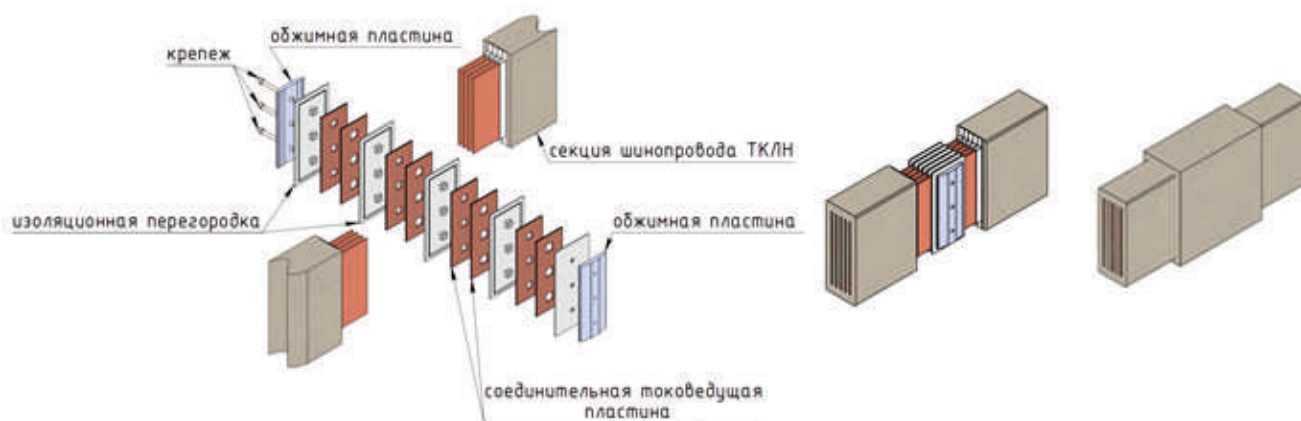 обжимная пластина
крепеж
секция шинопровода ТКЛН
изоляционная перегородка
обжимная пластина
соединительная токоведущая
пластина